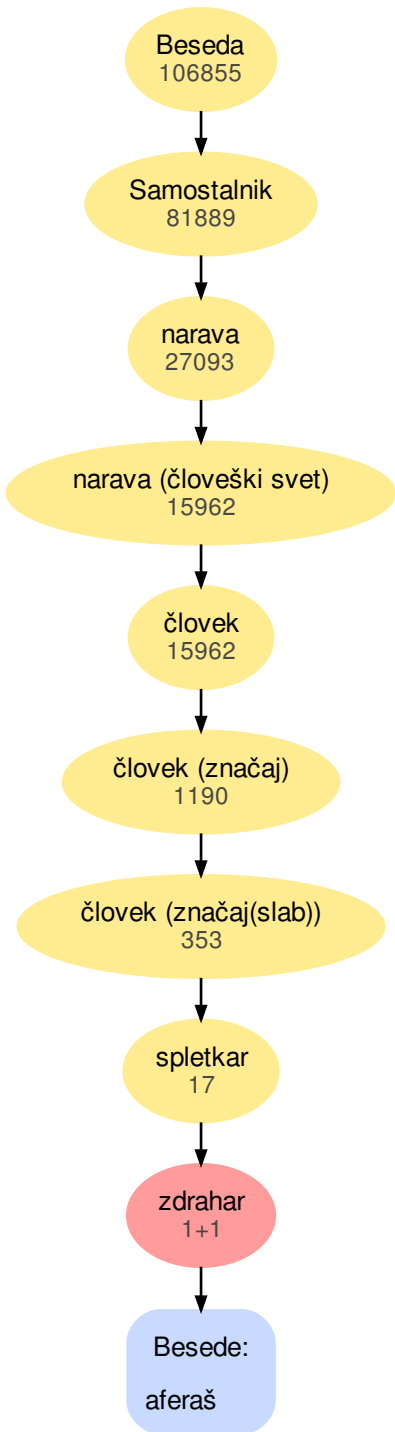 Beseda
106855
Samostalnik
81889
narava
27093
narava (človeški svet)
15962
človek
15962
človek (značaj)
1190
človek (značaj(slab))
353
spletkar
17
zdrahar
1+1
Besede:
aferaš